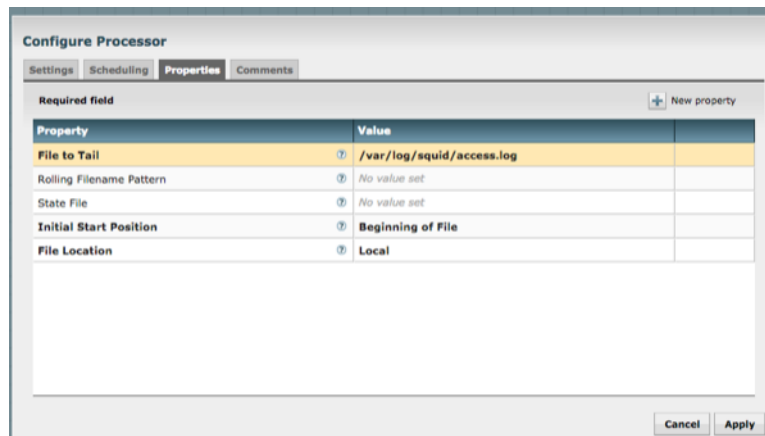 Configure Processor
Settings Scheduling Properties Comments
Required field New property
Property Value
File to Tail /var/log/squid/access.log
Rolling Filename Pattern No value set
State File No value set
Initial Start Position Beginning of File
File Location Local
Cancel Apply